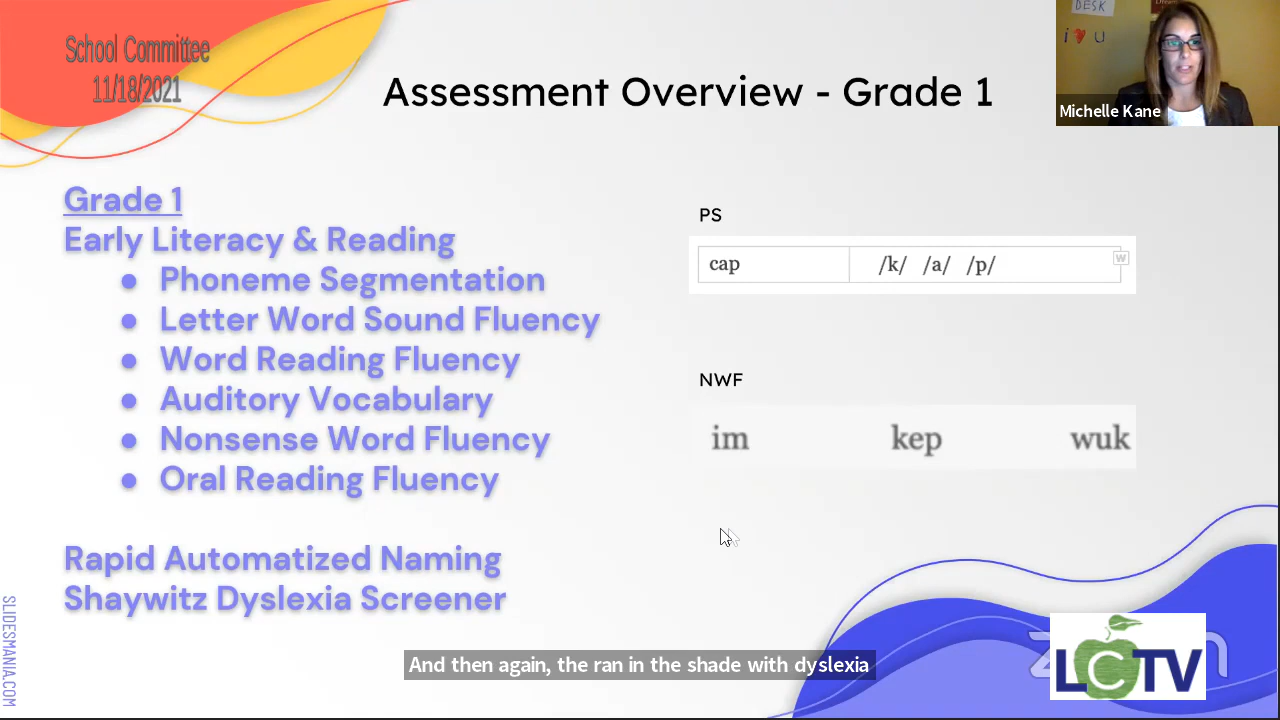 School Committee
11/18/2021
Assessment Overview - Grade 1
DESK
i U
Michelle Kane
Grade 1
Early Literacy & Reading
● Phoneme Segmentation
● Letter Word Sound Fluency
● Word Reading Fluency
● Auditory Vocabulary
● Nonsense Word Fluency
● Oral Reading Fluency
Rapid Automatized Naming
Shaywitz Dyslexia Screener
PS
cap /k/ /a/ /p/
W
NWF
im kep wuk
SLIDESMANIA.COM
And then again, the ran in the shade with dyslexia
LCTV